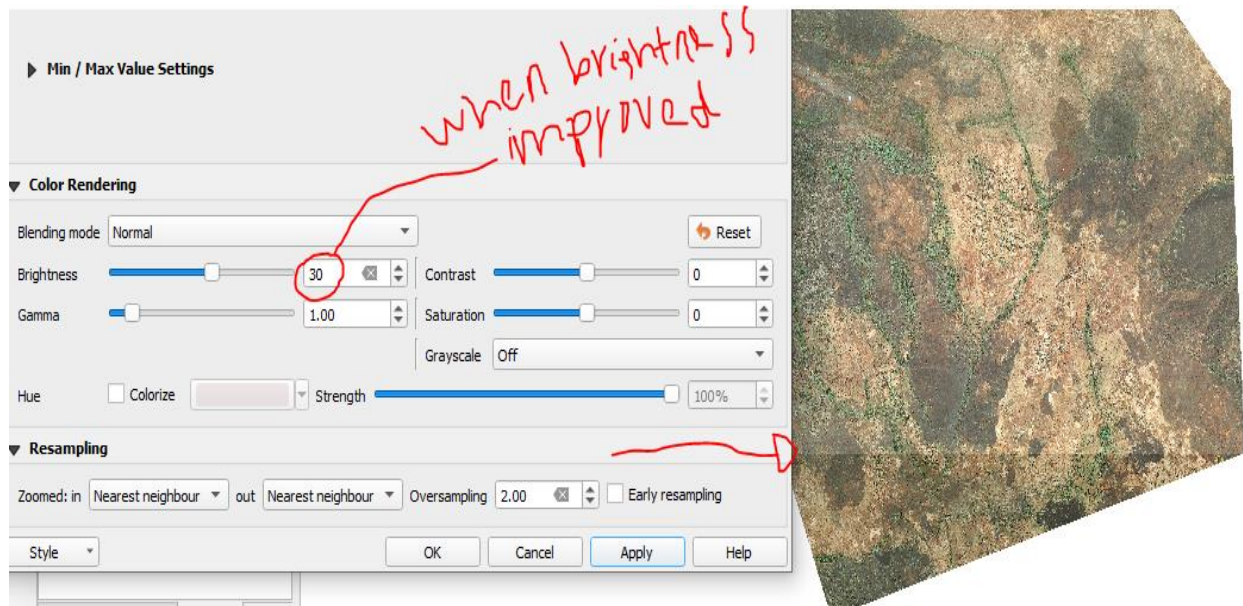 when brightness
improved
Min / Max Value Settings
Color Rendering
Blending mode Normal Reset
Brightness 30 Contrast 0
Gamma 1.00 Saturation 0
Grayscale Off
Hue Colorize Strength 100%
Resampling
Zoomed: in Nearest neighbour out Nearest neighbour Oversampling 2.00 Early resampling
Style OK Cancel Apply Help